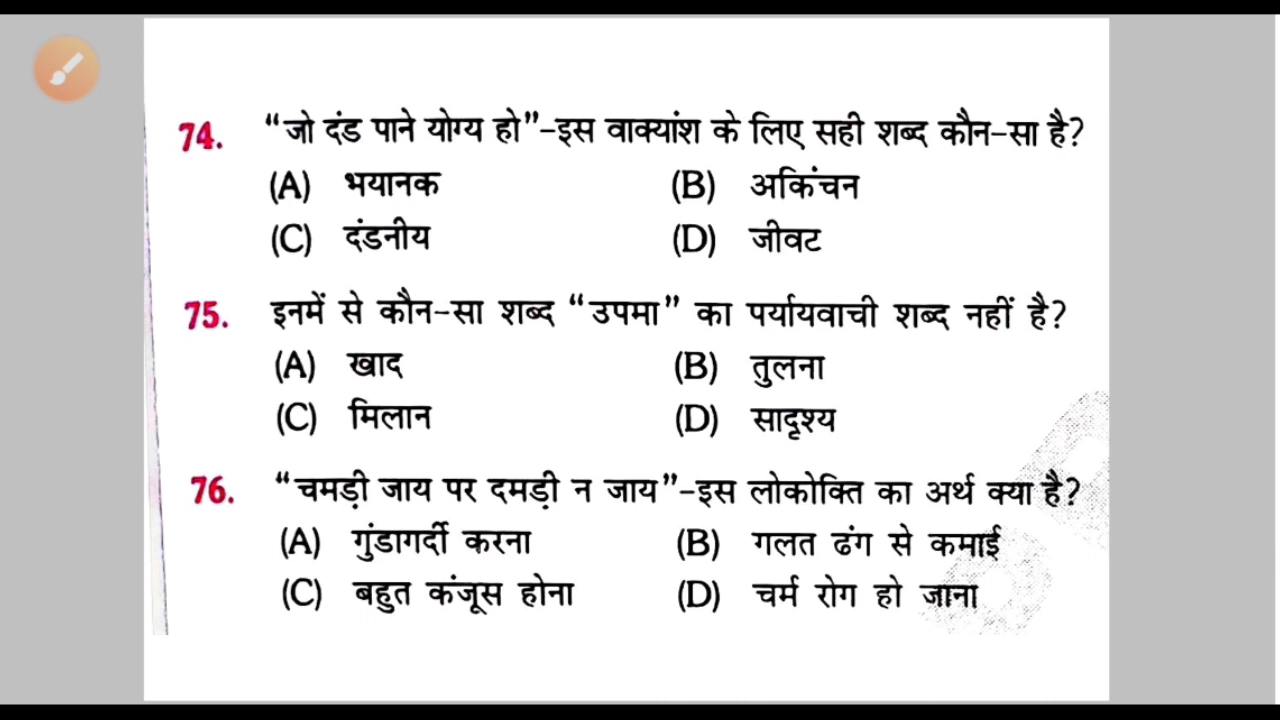 74. “जो दंड पाने योग्य हो”-इस वाक्यांश के लिए सही शब्द कौन-सा है?
(A) भयानक (B) अकिंचन
(C) दंडनीय (D) जीवट
75. इनमें से कौन-सा शब्द “उपमा” का पर्यायवाची शब्द नहीं है?
(A) खाद (B) तुलना
(C) मिलान (D) सादृश्य
76. “चमड़ी जाय पर दमड़ी न जाय”-इस लोकोक्ति का अर्थ क्या है?
(A) गुंडागर्दी करना (B) गलत ढंग से कमाई
(C) बहुत कंजूस होना (D) चर्म रोग हो जाना